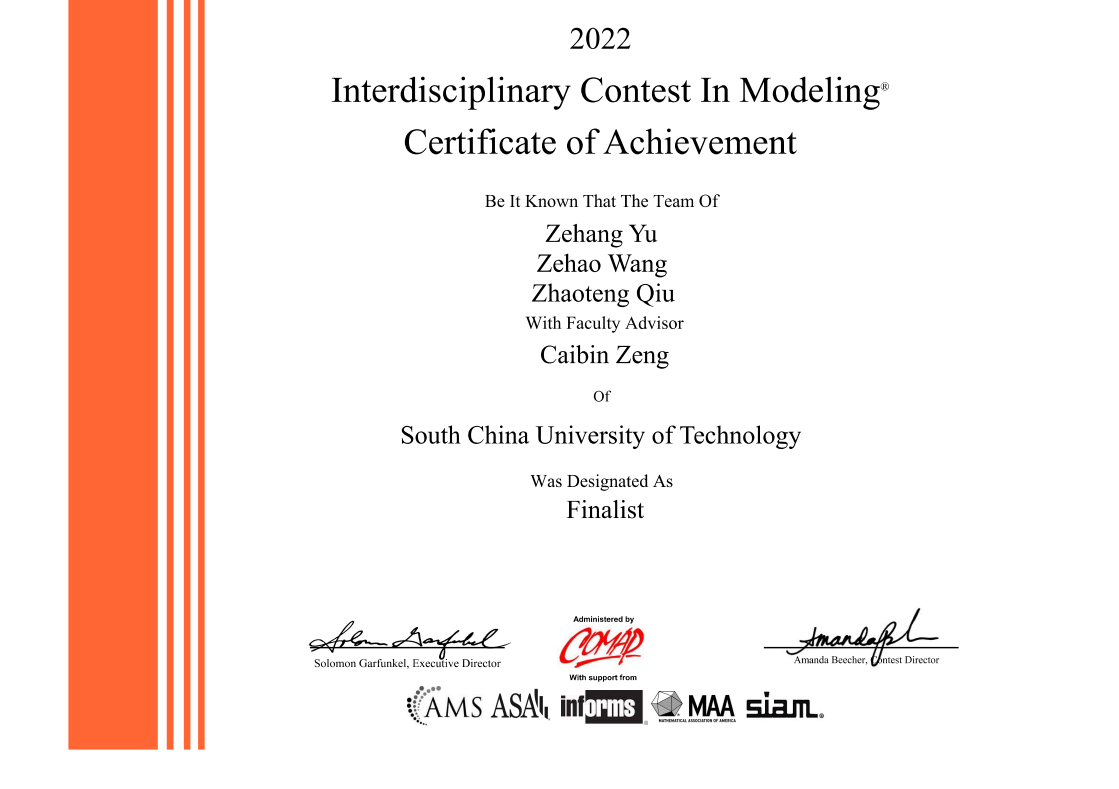 2022
Interdisciplinary Contest In Modeling®
Certificate of Achievement
Be It Known That The Team Of
Zehang Yu
Zehao Wang
Zhaoteng Qiu
With Faculty Advisor
Caibin Zeng
Of
South China University of Technology
Was Designated As
Finalist
Solomon Garfunkel
Solomon Garfunkel, Executive Director
Administered by
COMAP
With support from
Amanda Beecher, Contest Director
AMS ASA informs® MAA siam®
MATHEMATICAL ASSOCIATION OF AMERICA